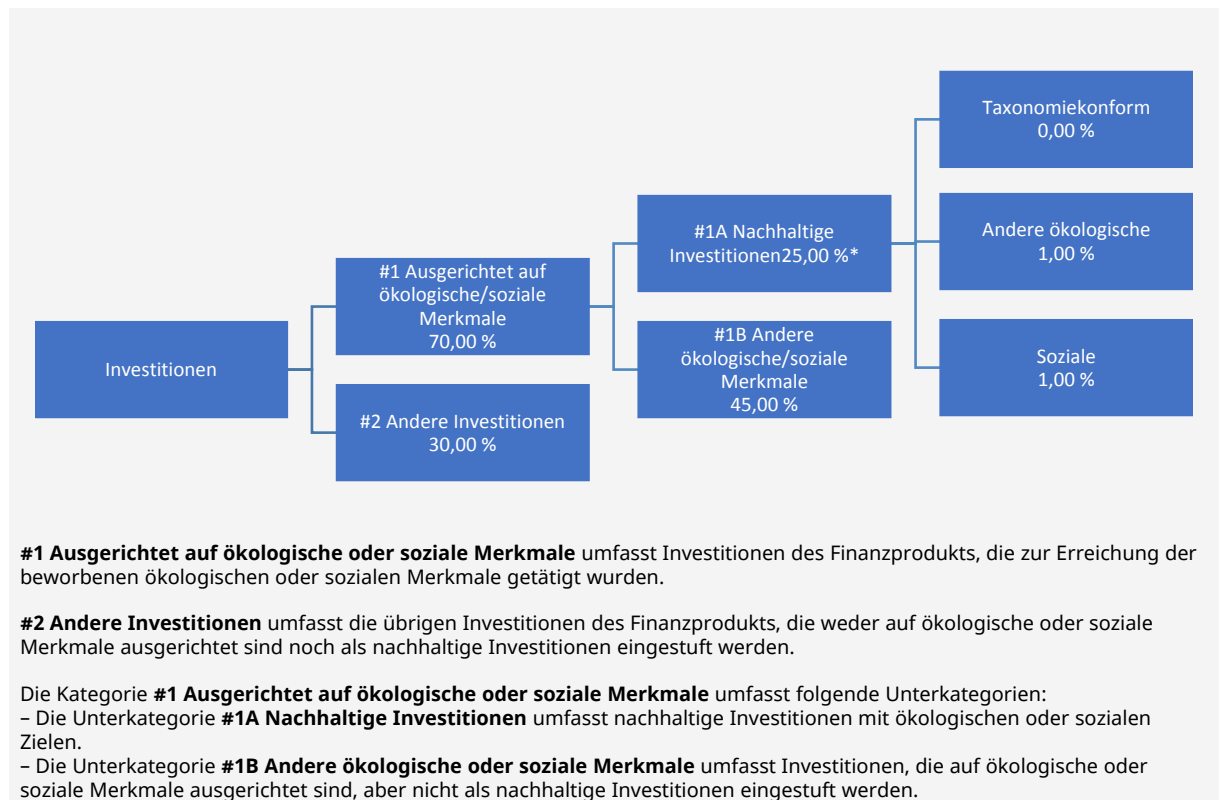 Investitionen
#1 Ausgerichtet auf
ökologische/soziale
Merkmale
70,00 %
#2 Andere Investitionen
30,00 %
#1A Nachhaltige
Investitionen25,00 %*
#1B Andere
ökologische/soziale
Merkmale
45,00 %
Taxonomiekonform
0,00 %
Andere ökologische
1,00 %
Soziale
1,00 %
#1 Ausgerichtet auf ökologische oder soziale Merkmale umfasst Investitionen des Finanzprodukts, die zur Erreichung der
beworbenen ökologischen oder sozialen Merkmale getätigt wurden.
#2 Andere Investitionen umfasst die übrigen Investitionen des Finanzprodukts, die weder auf ökologische oder soziale
Merkmale ausgerichtet sind noch als nachhaltige Investitionen eingestuft werden.
Die Kategorie #1 Ausgerichtet auf ökologische oder soziale Merkmale umfasst folgende Unterkategorien:
– Die Unterkategorie #1A Nachhaltige Investitionen umfasst nachhaltige Investitionen mit ökologischen oder sozialen
Zielen.
– Die Unterkategorie #1B Andere ökologische oder soziale Merkmale umfasst Investitionen, die auf ökologische oder
soziale Merkmale ausgerichtet sind, aber nicht als nachhaltige Investitionen eingestuft werden.